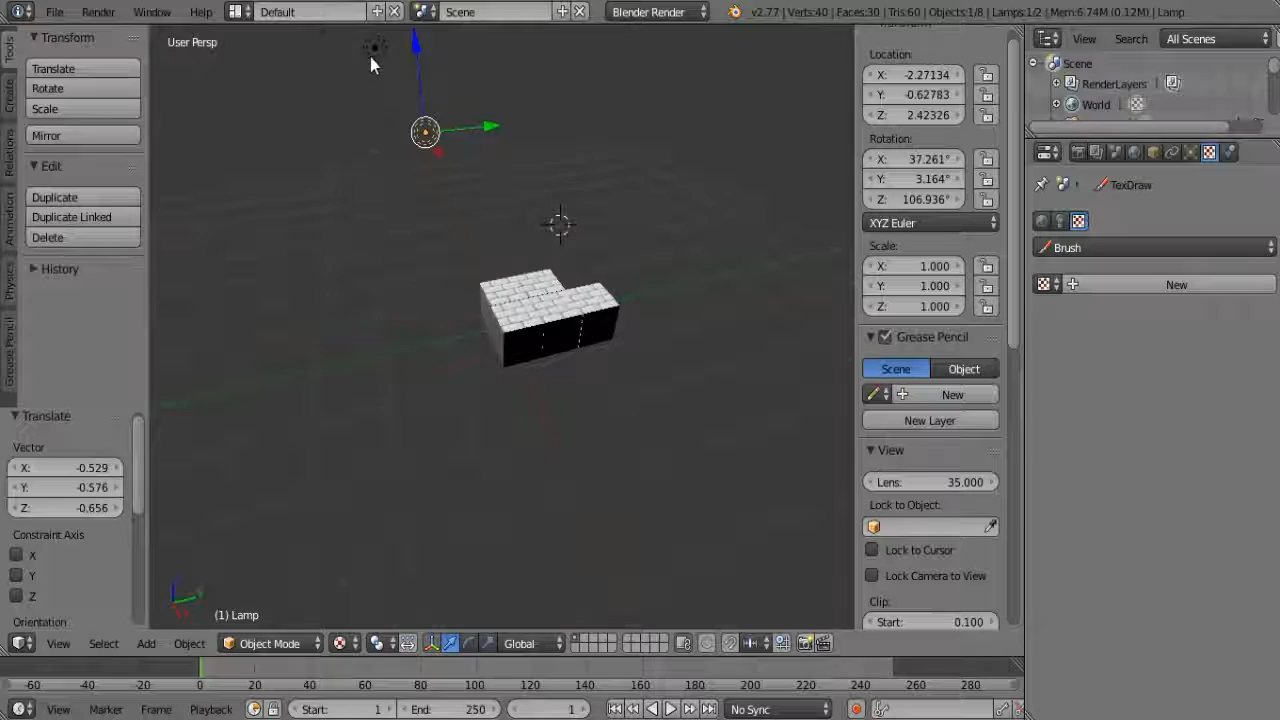 File Render Window Help Default Scene Blender Render v2.77 | Verts:40 | Faces:30 | Tris:60 | Objects:1/8 | Lamps:1/2 | Mem:6.74M (0.12M) | Lamp
Tools
Create
Relations
Animation
Physics
Grease Pencil
Transform
Translate
Rotate
Scale
Mirror
Edit
Duplicate
Duplicate Linked
Delete
History
Translate
Vector
X: -0.529
Y: -0.576
Z: -0.656
Constraint Axis
X
Y
Z
Orientation
User Persp
(1) Lamp
Location:
X: -2.27134
Y: -0.62783
Z: 2.42326
Rotation:
X: 37.261°
Y: 3.164°
Z: 106.936°
XYZ Euler
Scale:
X: 1.000
Y: 1.000
Z: 1.000
Grease Pencil
Scene Object
New
New Layer
View
Lens: 35.000
Lock to Object:
Lock to Cursor
Lock Camera to View
Clip:
Start: 0.100
View Search All Scenes
Scene
RenderLayers |
World
TexDraw
Brush
New
View Select Add Object Object Mode Global
-60 -40 -20 0 20 40 60 80 100 120 140 160 180 200 220 240 260 280
View Marker Frame Playback Start: 1 End: 250 1 No Sync